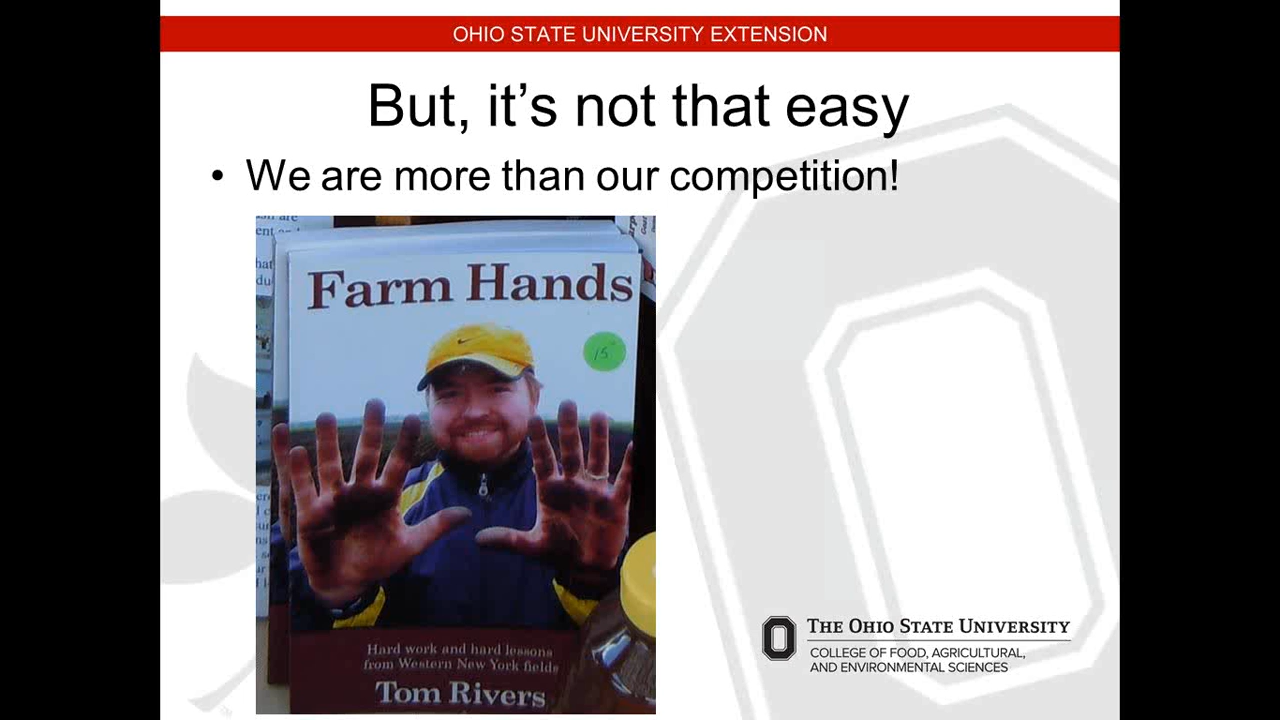 OHIO STATE UNIVERSITY EXTENSION
But, it's not that easy
• We are more than our competition!
Farm Hands
15
Hard work and hard lessons
from Western New York fields
Tom Rivers
THE OHIO STATE UNIVERSITY
COLLEGE OF FOOD, AGRICULTURAL,
AND ENVIRONMENTAL SCIENCES